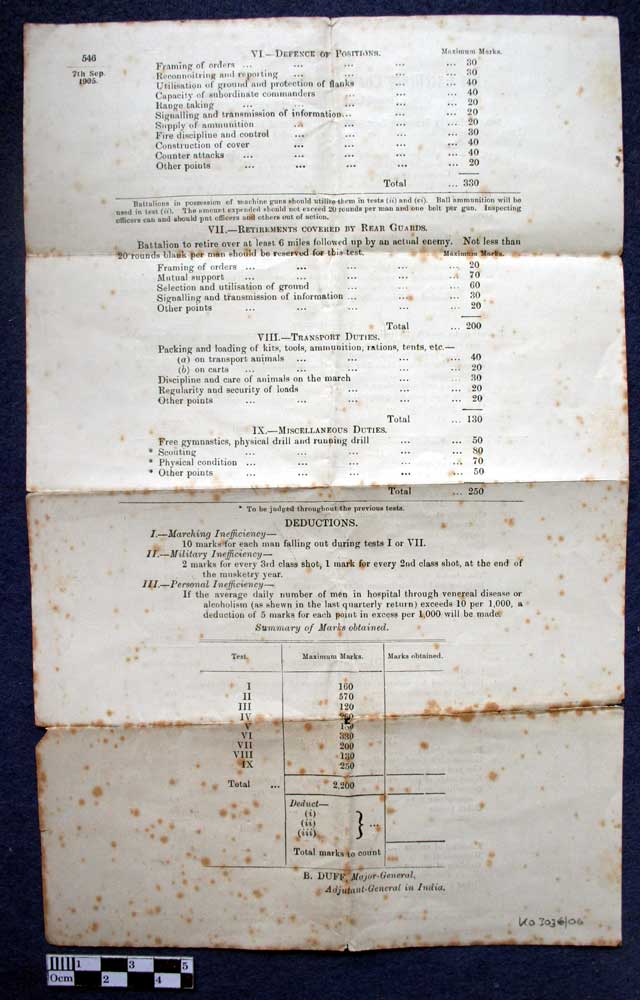 546
7th Sep.
1905.
VI.—Defence of Positions.
Maximum Marks.
Framing of orders ... ... ... ... ... 30
Reconnoitring and reporting ... ... ... ... 30
Utilisation of ground and protection of flanks ... ... 40
Capacity of subordinate commanders ... ... ... 40
Range taking ... ... ... ... ... 20
Signalling and transmission of information... ... ... 20
Supply of ammunition ... ... ... ... 20
Fire discipline and control ... ... ... ... 30
Construction of cover ... ... ... ... 40
Counter attacks ... ... ... ... ... 40
Other points ... ... ... ... ... 20
Total ... 330
Battalions in possession of machine guns should utilise them in tests (ii) and (vi). Ball ammunition will be
used in test (ii). The amount expended should not exceed 20 rounds per man and one belt per gun. Inspecting
officers can and should put officers and others out of action.
VII.—Retirements covered by Rear Guards.
Battalion to retire over at least 6 miles followed up by an actual enemy. Not less than
20 rounds blank per man should be reserved for this test.
Maximum Marks.
Framing of orders ... ... ... ... ... 20
Mutual support ... ... ... ... ... 70
Selection and utilisation of ground ... ... ... 60
Signalling and transmission of information ... ... ... 30
Other points ... ... ... ... ... 20
Total ... 200
VIII.—Transport Duties.
Packing and loading of kits, tools, ammunition, rations, tents, etc.—
(a) on transport animals ... ... ... ... 40
(b) on carts ... ... ... ... ... 20
Discipline and care of animals on the march ... ... 30
Regularity and security of loads ... ... ... 20
Other points ... ... ... ... ... 20
Total ... 130
IX.—Miscellaneous Duties.
Free gymnastics, physical drill and running drill ... ... 50
* Scouting ... ... ... ... ... 80
* Physical condition ... ... ... ... ... 70
* Other points ... ... ... ... ... 50
Total ... 250
* To be judged throughout the previous tests.
DEDUCTIONS.
I.—Marching Inefficiency—
10 marks for each man falling out during tests I or VII.
II.—Military Inefficiency—
2 marks for every 3rd class shot, 1 mark for every 2nd class shot, at the end of
the musketry year.
III.—Personal Inefficiency—
If the average daily number of men in hospital through venereal disease or
alcoholism (as shewn in the last quarterly return) exceeds 10 per 1,000, a
deduction of 5 marks for each point in excess per 1,000 will be made.
Summary of Marks obtained.
Test. Maximum Marks. Marks obtained.
I 160
II 570
III 120
IV
V
VI 330
VII 200
VIII 130
IX 250
Total ... 2,200
Deduct—
(i)
(ii) } ...
(iii)
Total marks to count
B. DUFF, Major-General,
Adjutant-General in India.
KO 3036/06
0cm 1 2 3 4 5